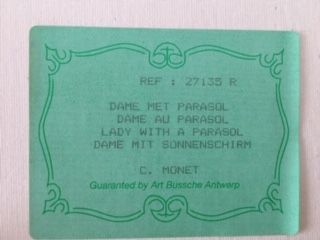 REF : 27135 R
DAME MET PARASOL
DAME AU PARASOL
LADY WITH A PARASOL
DAME MIT SONNENSCHIRM
C. MONET
Guaranted by Art Büssche Antwerp